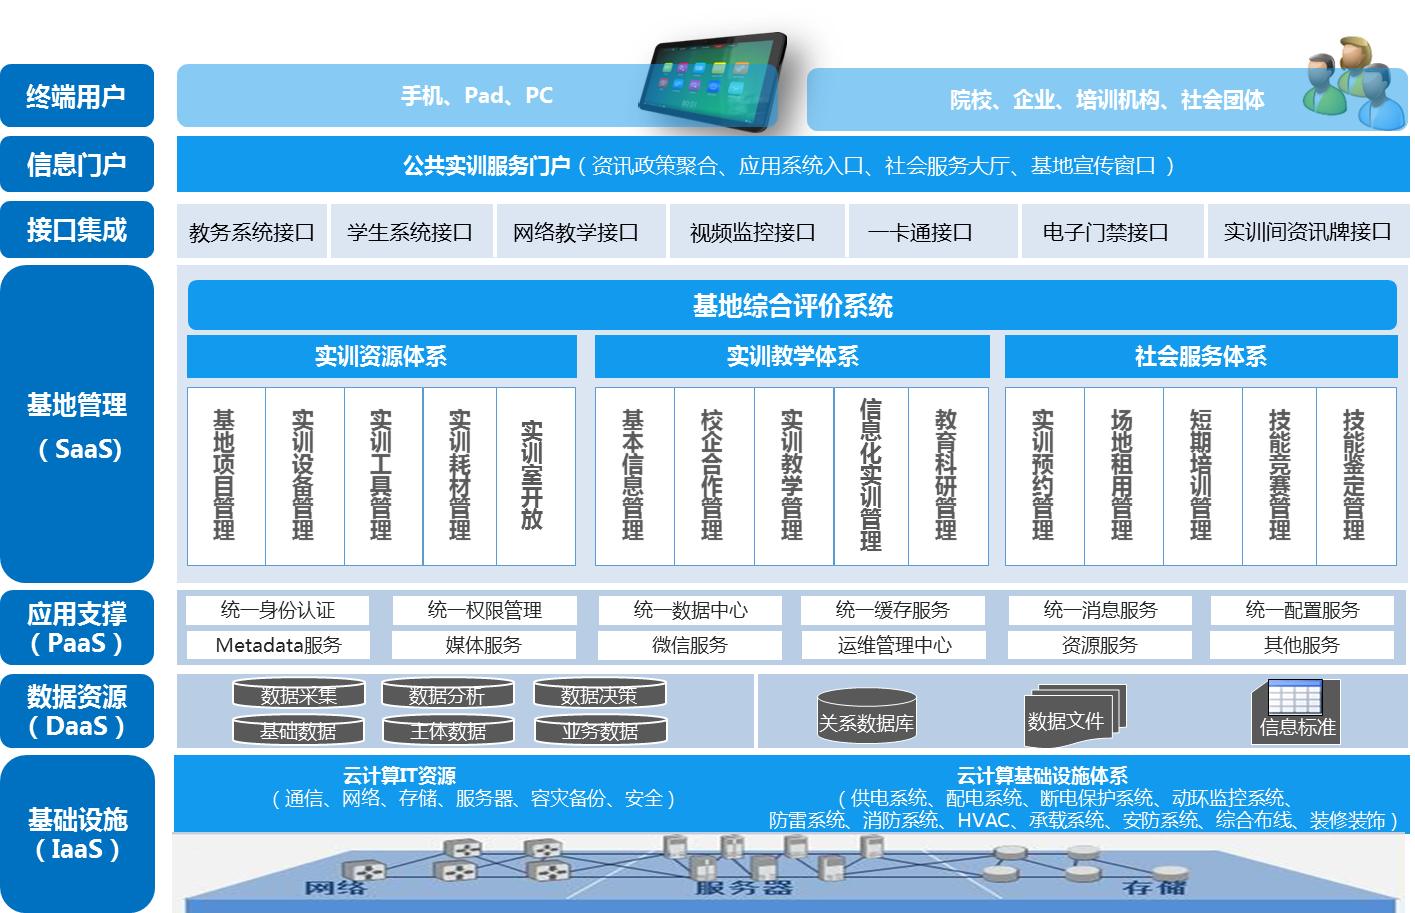 终端用户
手机、Pad、PC
院校、企业、培训机构、社会团体
信息门户
公共实训服务门户（资讯政策聚合、应用系统入口、社会服务大厅、基地宣传窗口 ）
接口集成
教务系统接口
学生系统接口
网络教学接口
视频监控接口
一卡通接口
电子门禁接口
实训间资讯牌接口
基地管理
（SaaS)
基地综合评价系统
实训资源体系
实训教学体系
社会服务体系
基地项目管理
实训设备管理
实训工具管理
实训耗材管理
实训室开放
基本信息管理
校企合作管理
实训教学管理
信息化实训管理
教育科研管理
实训预约管理
场地租用管理
短期培训管理
技能竞赛管理
技能鉴定管理
应用支撑
（PaaS）
统一身份认证
统一权限管理
统一数据中心
统一缓存服务
统一消息服务
统一配置服务
Metadata服务
媒体服务
微信服务
运维管理中心
资源服务
其他服务
数据资源
（DaaS）
数据采集
数据分析
数据决策
基础数据
主体数据
业务数据
关系数据库
数据文件
信息标准
基础设施
（IaaS）
云计算IT资源
（通信、网络、存储、服务器、容灾备份、安全）
云计算基础设施体系
（供电系统、配电系统、断电保护系统、动环监控系统、
防雷系统、消防系统、HVAC、承载系统、安防系统、综合布线、装修装饰）
网络
服务器
存储